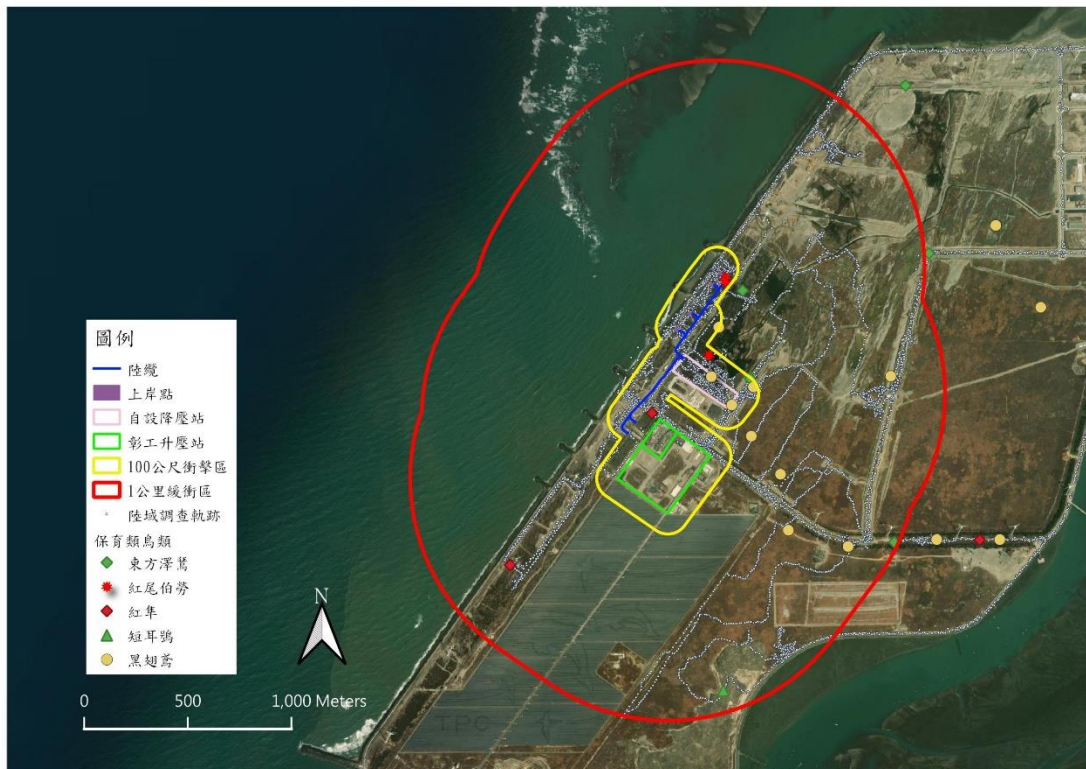 N
圖例
陸纜
上岸點
自設降壓站
彰工升壓站
100公尺衝擊區
1公里緩衝區
陸域調查軌跡
保育類鳥類
東方澤鵟
紅尾伯勞
紅隼
短耳鴞
黑翅鳶
0 500 1,000 Meters
TPC